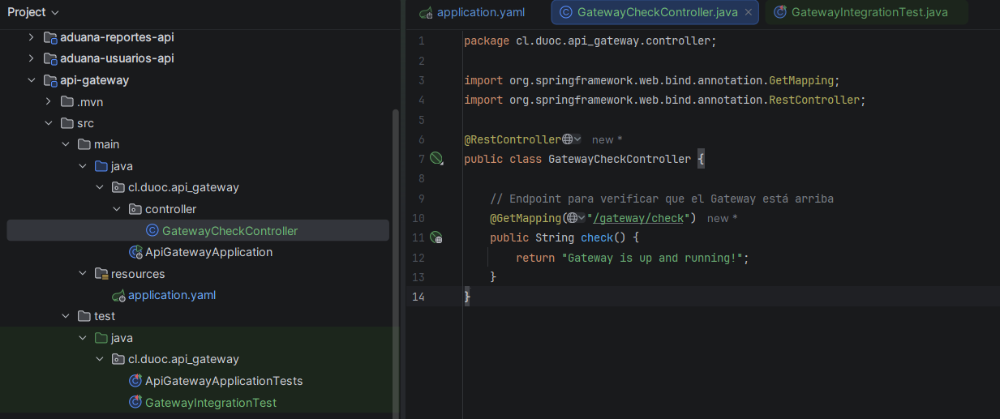 Project
aduana-reportes-api
aduana-usuarios-api
api-gateway
.mvn
src
main
java
cl.duoc.api_gateway
controller
GatewayCheckController
ApiGatewayApplication
resources
application.yaml
test
java
cl.duoc.api_gateway
ApiGatewayApplicationTests
GatewayIntegrationTest
application.yaml GatewayCheckController.java GatewayIntegrationTest.java
1 package cl.duoc.api_gateway.controller;
2
3 import org.springframework.web.bind.annotation.GetMapping;
4 import org.springframework.web.bind.annotation.RestController;
5
6 @RestController new *
7 public class GatewayCheckController {
8
9 // Endpoint para verificar que el Gateway está arriba
10 @GetMapping("/gateway/check") new *
11 public String check() {
12 return "Gateway is up and running!";
13 }
14 }